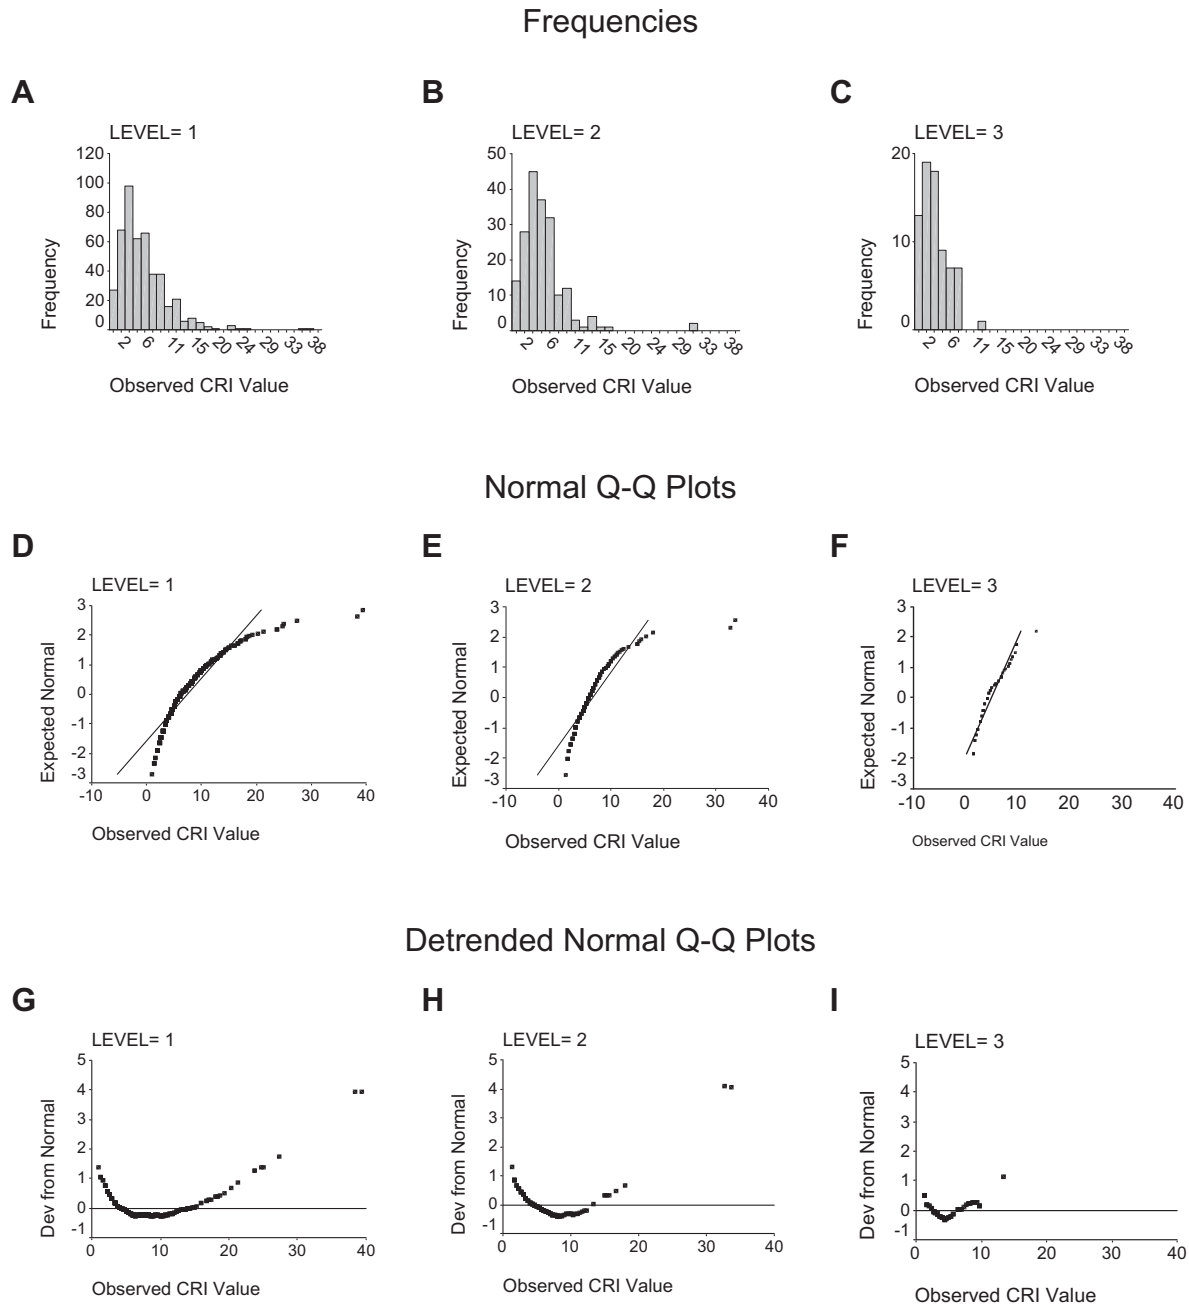 Frequencies
A B C
LEVEL= 1 LEVEL= 2 LEVEL= 3
120 100 80 60 40 20 0
Frequency
2 6 11 15 20 24 29 33 38
Observed CRI Value
50 40 30 20 10 0
Frequency
2 6 11 15 20 24 29 33 38
Observed CRI Value
20 10 0
Frequency
2 6 11 15 20 24 29 33 38
Observed CRI Value
Normal Q-Q Plots
D E F
LEVEL= 1 LEVEL= 2 LEVEL= 3
3 2 1 0 -1 -2 -3
Expected Normal
-10 0 10 20 30 40
Observed CRI Value
3 2 1 0 -1 -2 -3
Expected Normal
-10 0 10 20 30 40
Observed CRI Value
3 2 1 0 -1 -2 -3
Expected Normal
-10 0 10 20 30 40
Observed CRI Value
Detrended Normal Q-Q Plots
G H I
LEVEL= 1 LEVEL= 2 LEVEL= 3
5 4 3 2 1 0 -1
Dev from Normal
0 10 20 30 40
Observed CRI Value
5 4 3 2 1 0 -1
Dev from Normal
0 10 20 30 40
Observed CRI Value
5 4 3 2 1 0 -1
Dev from Normal
0 10 20 30 40
Observed CRI Value